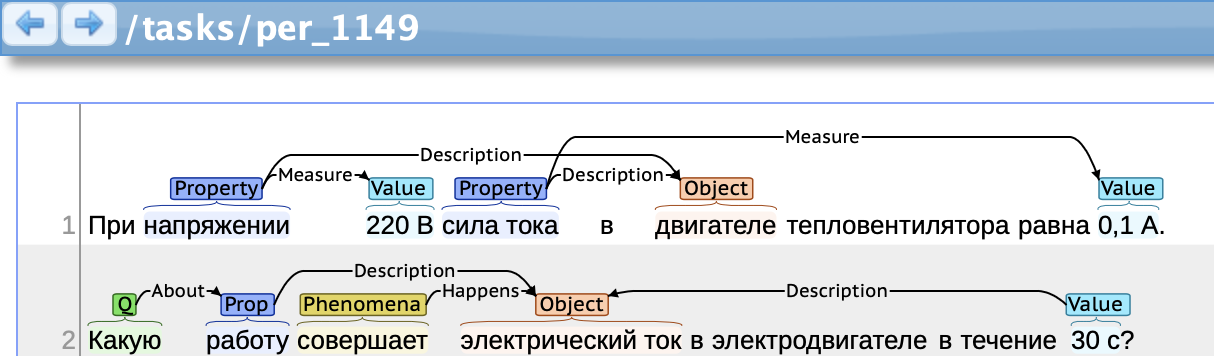 /tasks/per_1149
Measure
Description
Measure Description
Property Value Property Object Value
1 При напряжении 220 В сила тока в двигателе тепловентилятора равна 0,1 А.
Description
About Happens Description
Q Prop Phenomena Object Value
2 Какую работу совершает электрический ток в электродвигателе в течение 30 с?